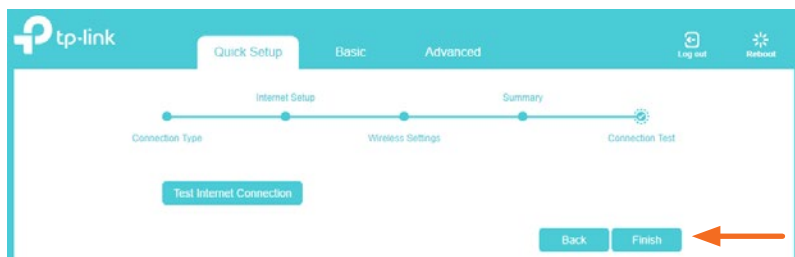 tp-link
Quick Setup Basic Advanced Log out Reboot
Internet Setup Summary
Connection Type Wireless Settings Connection Test
Test Internet Connection
Back Finish